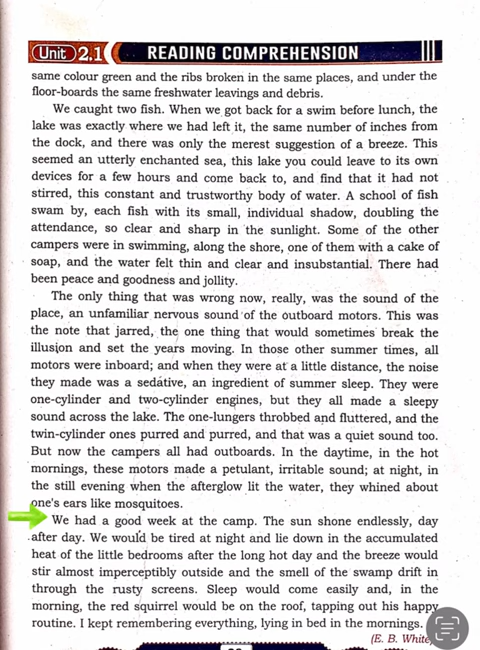 Unit 2.1 READING COMPREHENSION
same colour green and the ribs broken in the same places, and under the
floor-boards the same freshwater leavings and debris.
We caught two fish. When we got back for a swim before lunch, the
lake was exactly where we had left it, the same number of inches from
the dock, and there was only the merest suggestion of a breeze. This
seemed an utterly enchanted sea, this lake you could leave to its own
devices for a few hours and come back to, and find that it had not
stirred, this constant and trustworthy body of water. A school of fish
swam by, each fish with its small, individual shadow, doubling the
attendance, so clear and sharp in the sunlight. Some of the other
campers were in swimming, along the shore, one of them with a cake of
soap, and the water felt thin and clear and insubstantial. There had
been peace and goodness and jollity.
The only thing that was wrong now, really, was the sound of the
place, an unfamiliar nervous sound of the outboard motors. This was
the note that jarred, the one thing that would sometimes break the
illusion and set the years moving. In those other summer times, all
motors were inboard; and when they were at a little distance, the noise
they made was a sedative, an ingredient of summer sleep. They were
one-cylinder and two-cylinder engines, but they all made a sleepy
sound across the lake. The one-lungers throbbed and fluttered, and the
twin-cylinder ones purred and purred, and that was a quiet sound too.
But now the campers all had outboards. In the daytime, in the hot
mornings, these motors made a petulant, irritable sound; at night, in
the still evening when the afterglow lit the water, they whined about
one's ears like mosquitoes.
We had a good week at the camp. The sun shone endlessly, day
after day. We would be tired at night and lie down in the accumulated
heat of the little bedrooms after the long hot day and the breeze would
stir almost imperceptibly outside and the smell of the swamp drift in
through the rusty screens. Sleep would come easily and, in the
morning, the red squirrel would be on the roof, tapping out his happy
routine. I kept remembering everything, lying in bed in the mornings.
(E. B. White)